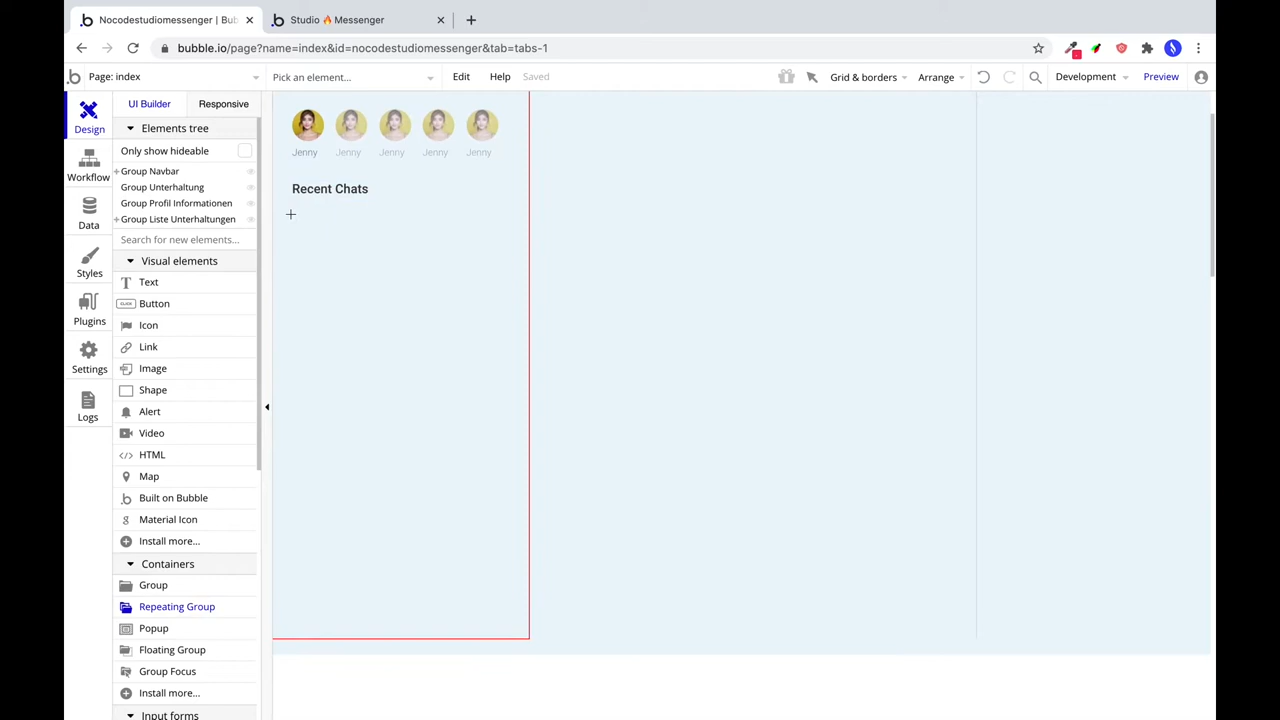 Nocodestudiomessenger | Bub
Studio 🔥 Messenger
bubble.io/page?name=index&id=nocodestudiomessenger&tab=tabs-1
Page: index
Pick an element...
Edit
Help
Saved
Grid & borders
Arrange
Development
Preview
Design
Workflow
Data
Styles
Plugins
Settings
Logs
UI Builder
Responsive
Elements tree
Only show hideable
Group Navbar
Group Unterhaltung
Group Profil Informationen
Group Liste Unterhaltungen
Search for new elements...
Visual elements
Text
Button
Icon
Link
Image
Shape
Alert
Video
HTML
Map
Built on Bubble
Material Icon
Install more...
Containers
Group
Repeating Group
Popup
Floating Group
Group Focus
Install more...
Input forms
Jenny Jenny Jenny Jenny Jenny
Recent Chats